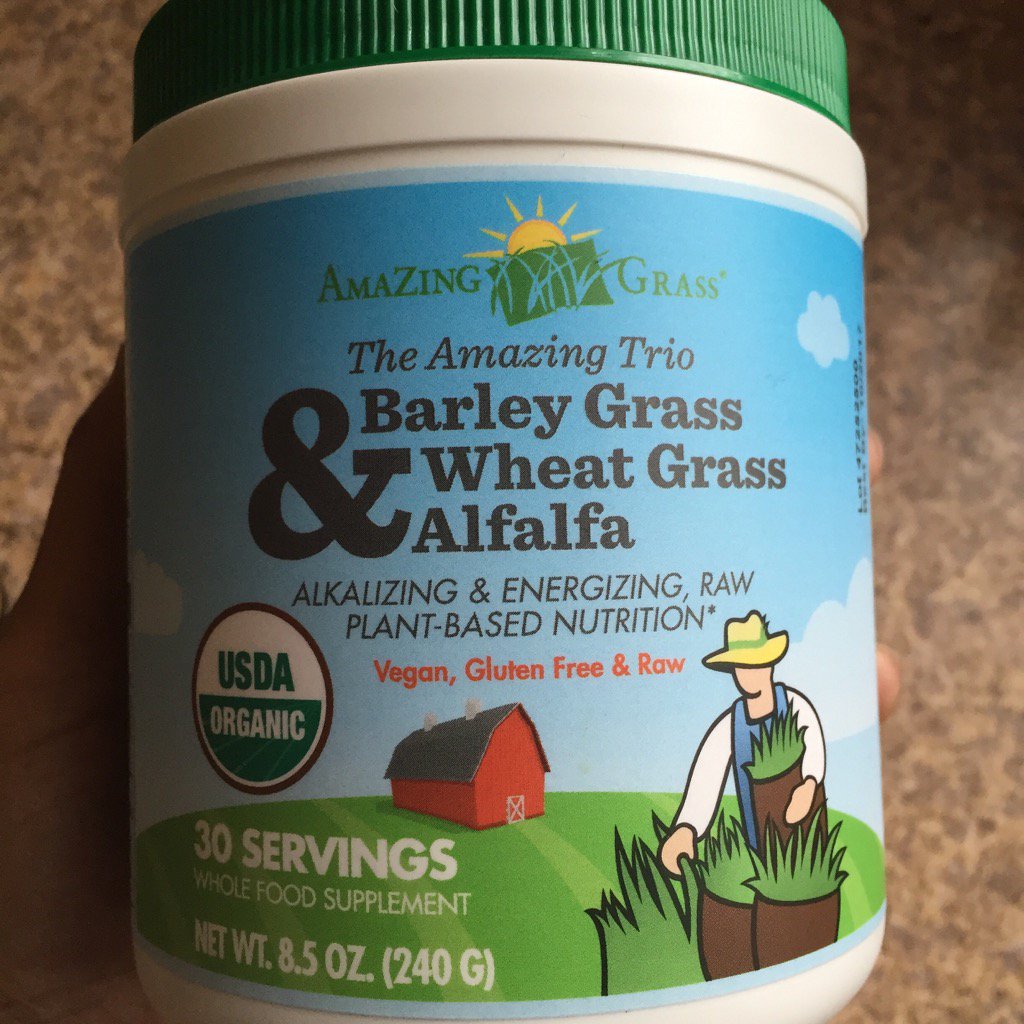 AMAZING GRASS®
The Amazing Trio
& Barley Grass
Wheat Grass
Alfalfa
ALKALIZING & ENERGIZING, RAW
PLANT-BASED NUTRITION*
Vegan, Gluten Free & Raw
USDA
ORGANIC
30 SERVINGS
WHOLE FOOD SUPPLEMENT
NET WT. 8.5 OZ. (240 G)